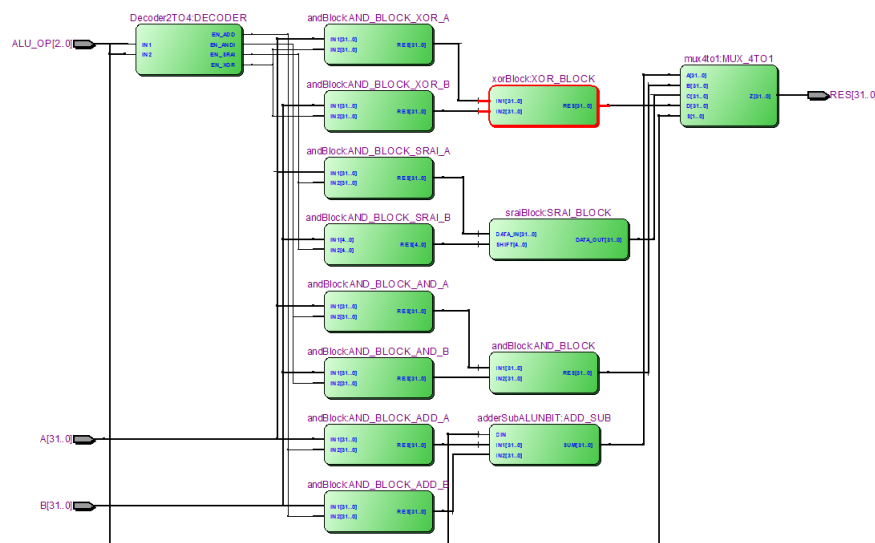 Decoder2TO4:DECODER
ALU_OP[2..0]
IN1
IN2
EN_ADD
EN_ANDI
EN_SRAI
EN_XOR
andBlock:AND_BLOCK_XOR_A
IN1[31..0]
IN2[31..0]
RES[31..0]
andBlock:AND_BLOCK_XOR_B
IN1[31..0]
IN2[31..0]
RES[31..0]
xorBlock:XOR_BLOCK
IN1[31..0]
IN2[31..0]
RES[31..0]
mux4to1:MUX_4TO1
A[31..0]
B[31..0]
C[31..0]
D[31..0]
S[1..0]
Z[31..0]
RES[31..0
andBlock:AND_BLOCK_SRAI_A
IN1[31..0]
IN2[31..0]
RES[31..0]
andBlock:AND_BLOCK_SRAI_B
IN1[4..0]
IN2[4..0]
RES[4..0]
sraiBlock:SRAI_BLOCK
DATA_IN[31..0]
SHIFT[4..0]
DATA_OUT[31..0]
andBlock:AND_BLOCK_AND_A
IN1[31..0]
IN2[31..0]
RES[31..0]
andBlock:AND_BLOCK_AND_B
IN1[31..0]
IN2[31..0]
RES[31..0]
andBlock:AND_BLOCK
IN1[31..0]
IN2[31..0]
RES[31..0]
andBlock:AND_BLOCK_ADD_A
A[31..0]
IN1[31..0]
IN2[31..0]
RES[31..0]
adderSubALUNBIT:ADD_SUB
CIN
IN1[31..0]
IN2[31..0]
SUM[31..0]
andBlock:AND_BLOCK_ADD_B
B[31..0]
IN1[31..0]
IN2[31..0]
RES[31..0]